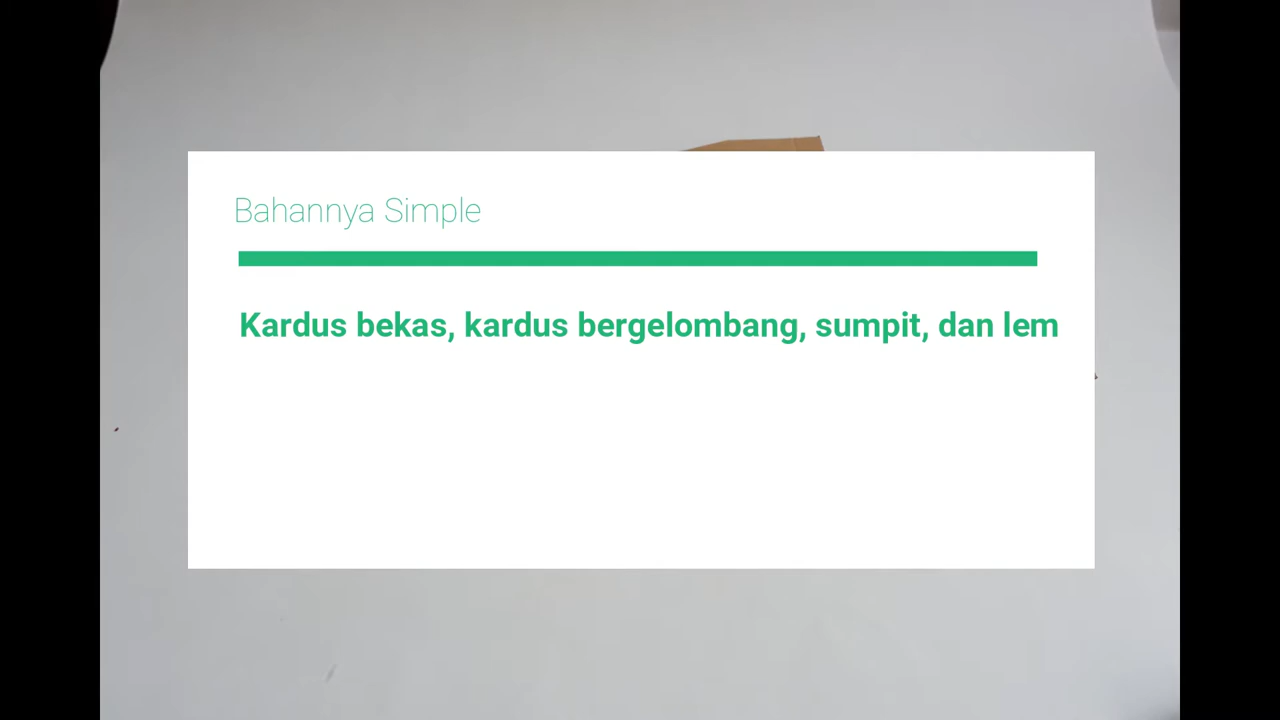 Bahannya Simple
Kardus bekas, kardus bergelombang, sumpit, dan lem